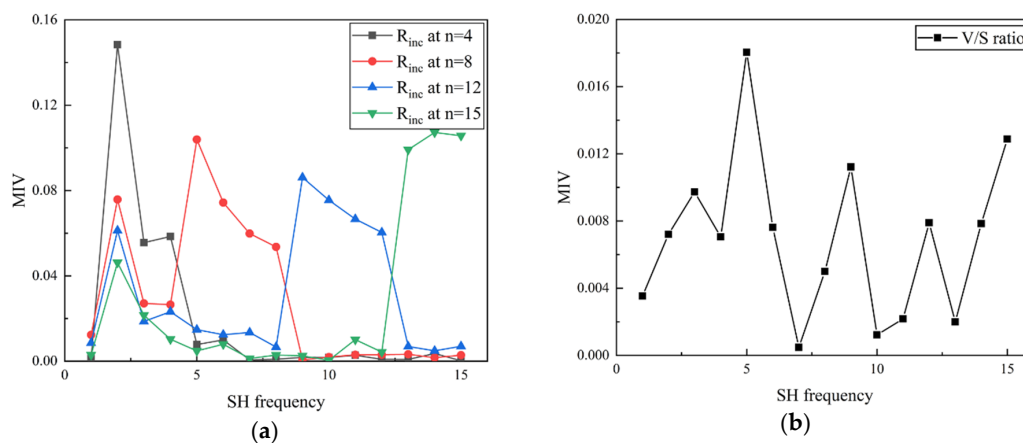 0.16
0.12
0.08
0.04
0.00
0
5
10
15
MIV
SH frequency
R_inc at n=4
R_inc at n=8
R_inc at n=12
R_inc at n=15
(a)
0.020
0.016
0.012
0.008
0.004
0.000
0
5
10
15
MIV
SH frequency
V/S ratio
(b)